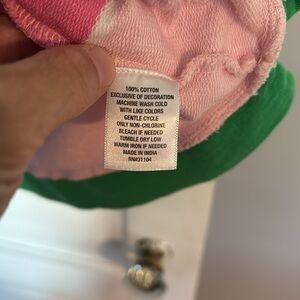 100% COTTON
EXCLUSIVE OF DECORATION
MACHINE WASH COLD
WITH LIKE COLORS
GENTLE CYCLE
ONLY NON-CHLORINE
BLEACH IF NEEDED
TUMBLE DRY LOW
WARM IRON IF NEEDED
MADE IN INDIA
RN#21104